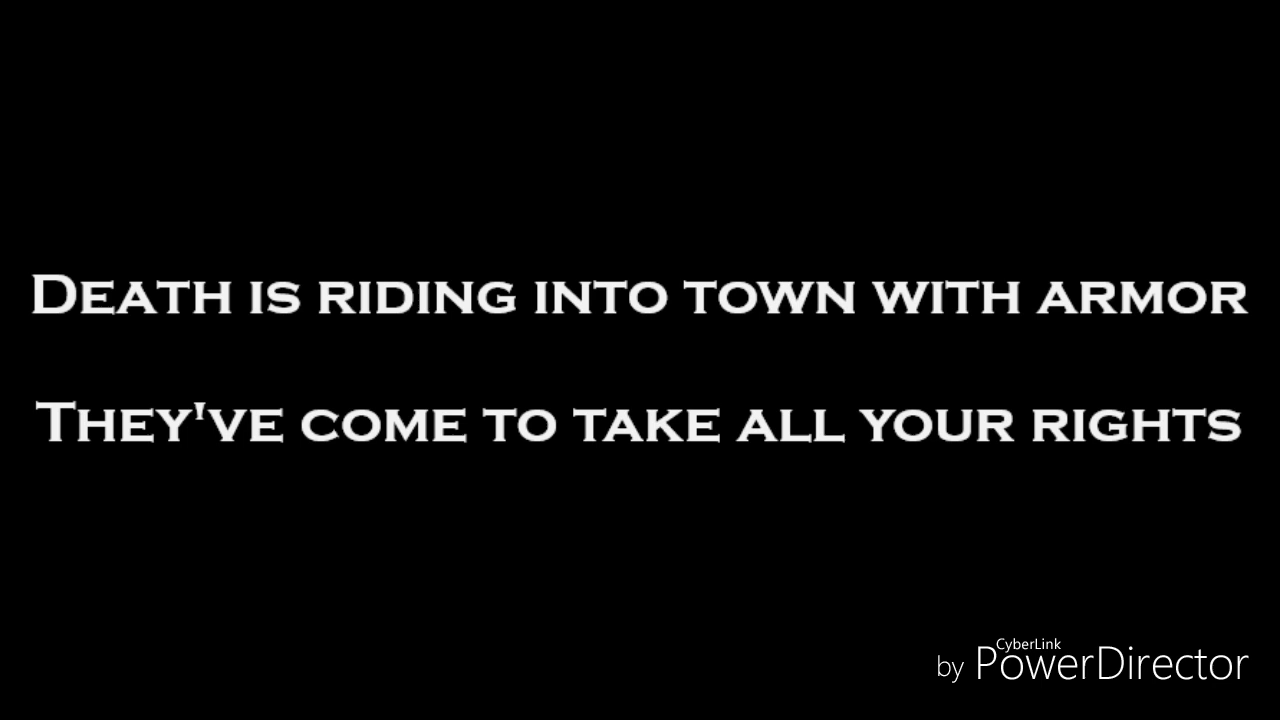 Death is riding into town with armor
They've come to take all your rights
CyberLink
by PowerDirector